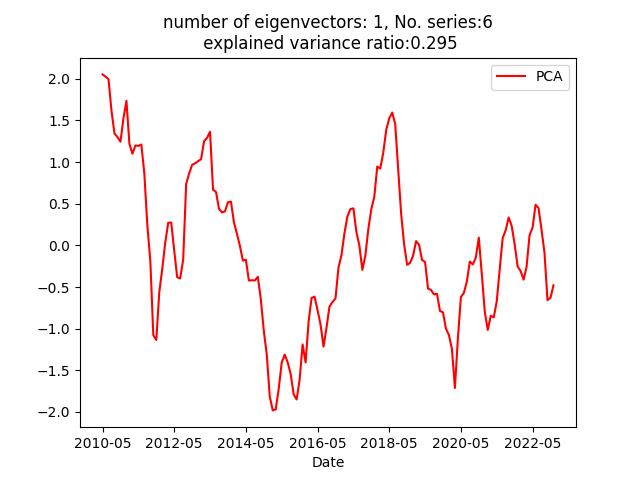 number of eigenvectors: 1, No. series:6
explained variance ratio:0.295
PCA
2.0
1.5
1.0
0.5
0.0
−0.5
−1.0
−1.5
−2.0
2010-05 2012-05 2014-05 2016-05 2018-05 2020-05 2022-05
Date